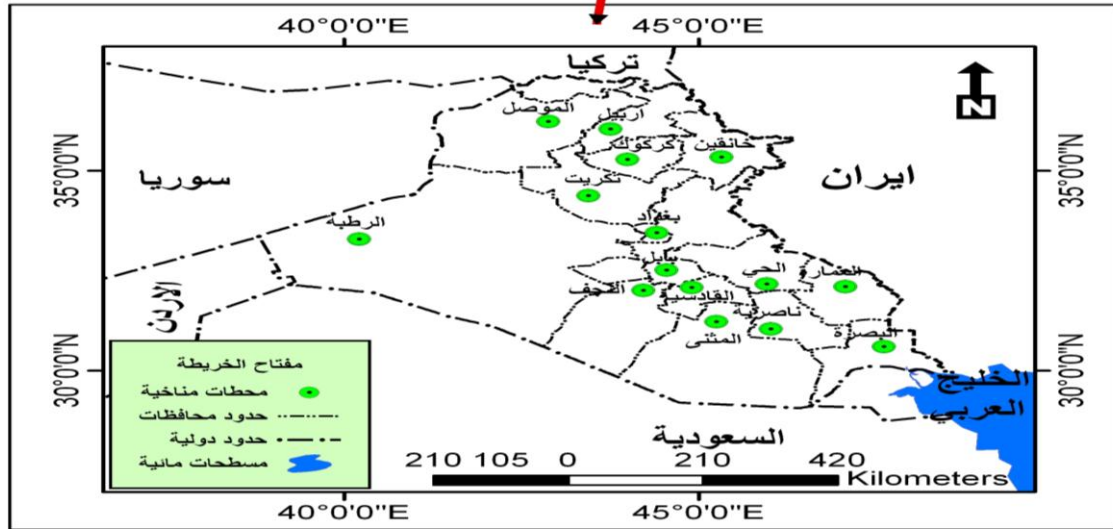 40°0'0"E 45°0'0"E
تركيا
الموصل
اربيل
كركوك
خانقين
35°0'0"N 35°0'0"N
سوريا
ايران
تكريت
الرطبة
بغداد
بابل
الحي
العمارة
النجف
القادسية
ناصرية
المثنى
البصرة
الاردن
30°0'0"N 30°0'0"N
الخليج
العربي
السعودية
مفتاح الخريطة
محطات مناخية
حدود محافظات
حدود دولية
مسطحات مائية
210 105 0 210 420
Kilometers
N
40°0'0"E 45°0'0"E